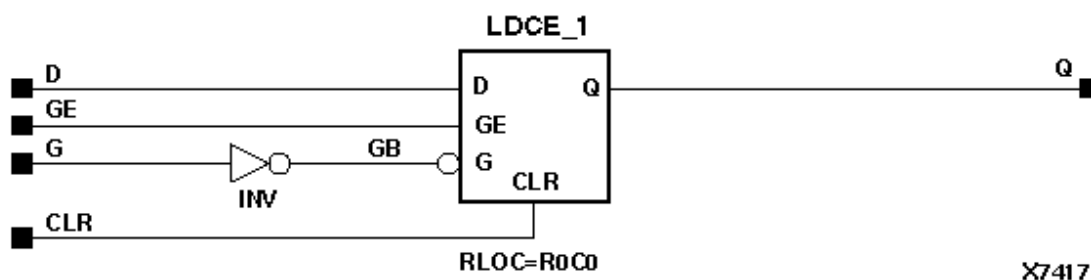 LDCE_1
D
D
Q
Q
GE
GE
G
GB
G
INV
CLR
CLR
RLOC=R0C0
X7417